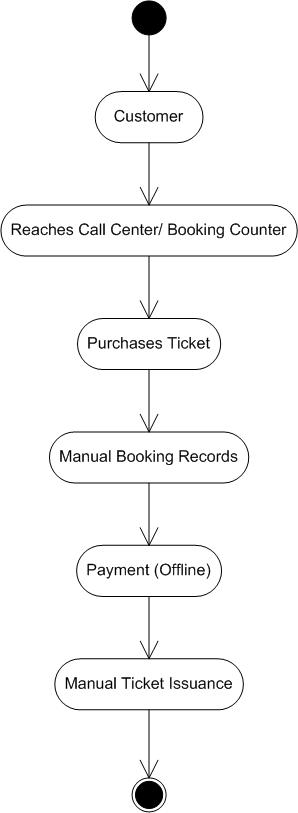 Customer
Reaches Call Center/ Booking Counter
Purchases Ticket
Manual Booking Records
Payment (Offline)
Manual Ticket Issuance